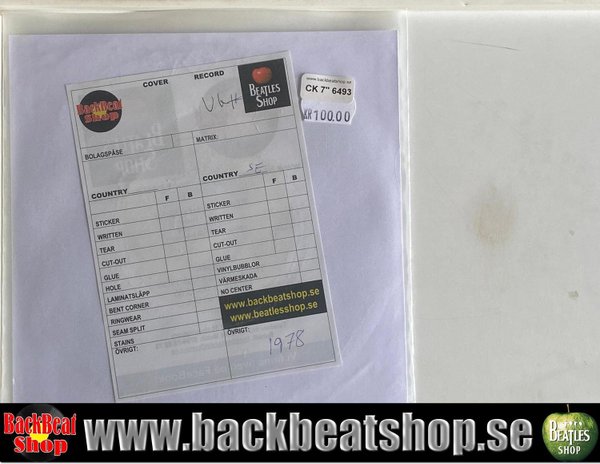 COVER RECORD
BackBeat Shop
V6+
BEATLES SHOP
www.backbeatshop.se
CK 7" 6493
KR100.00
BOLAGSPÅSE MATRIX:
COUNTRY COUNTRY SE
F B F B
STICKER STICKER
WRITTEN WRITTEN
TEAR TEAR
CUT-OUT CUT-OUT
GLUE GLUE
HOLE VINYLBUBBLOR
LAMINATSLÄPP VÄRMESKADA
BENT CORNER NO CENTER
RINGWEAR
SEAM SPLIT
STAINS
www.backbeatshop.se
www.beatlesshop.se
ÖVRIGT: ÖVRIGT:
1978
BackBeat Shop www.backbeatshop.se BEATLES SHOP